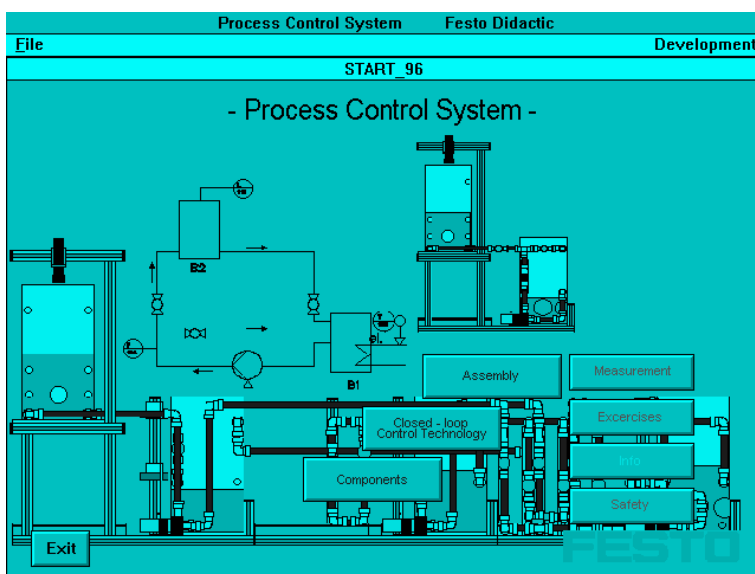 Process Control System Festo Didactic
File Development
START_96
- Process Control System -
B2
B1
Assembly
Measurement
Closed - loop
Control Technology
Excercises
Components
Info
Safety
Exit
FESTO